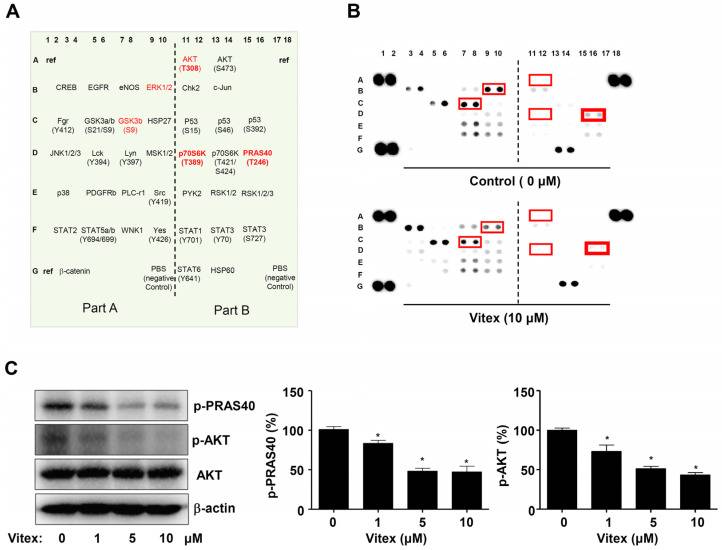 A
1 2 3 4 5 6 7 8 9 10 11 12 13 14 15 16 17 18
A ref AKT (T308) AKT (S473) ref
B CREB EGFR eNOS ERK1/2 Chk2 c-Jun
C Fgr (Y412) GSK3a/b (S21/S9) GSK3b (S9) HSP27 P53 (S15) P53 (S46) P53 (S392)
D JNK1/2/3 Lck (Y394) Lyn (Y397) MSK1/2 p70S6K (T389) p70S6K (T421/ S424) PRAS40 (T246)
E p38 PDGFRb PLC-r1 Src (Y419) PYK2 RSK1/2 RSK1/2/3
F STAT2 STAT5a/b (Y694/699) WNK1 Yes (Y426) STAT1 (Y701) STAT3 (Y70) STAT3 (S727)
G ref β-catenin PBS (negative Control) STAT6 (Y641) HSP60 PBS (negative Control)
Part A Part B
B
1 2 3 4 5 6 7 8 9 10 11 12 13 14 15 16 17 18
A
B
C
D
E
F
G
Control ( 0 µM)
A
B
C
D
E
F
G
Vitex (10 µM)
C
p-PRAS40
p-AKT
AKT
β-actin
Vitex: 0 1 5 10 µM
p-PRAS40 (%)
150
100
50
0
* * *
0 1 5 10
Vitex (µM)
p-AKT (%)
150
100
50
0
* * *
0 1 5 10
Vitex (µM)